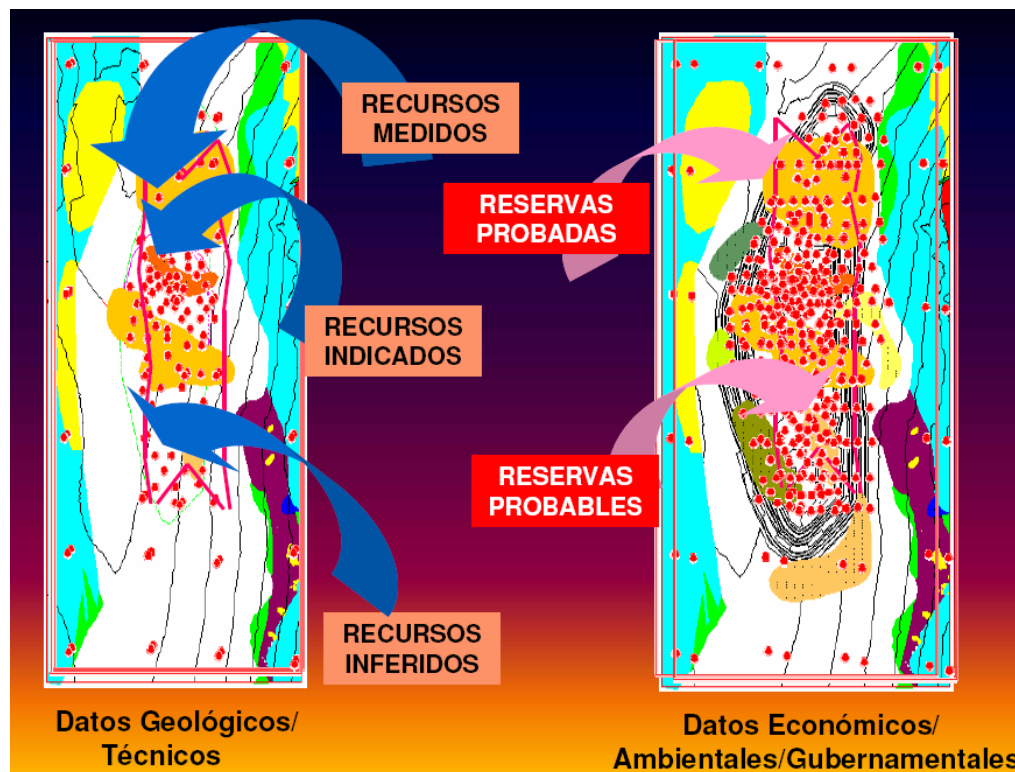 RECURSOS
MEDIDOS
RESERVAS
PROBADAS
RECURSOS
INDICADOS
RESERVAS
PROBABLES
RECURSOS
INFERIDOS
Datos Geológicos/
Técnicos
Datos Económicos/
Ambientales/Gubernamentales